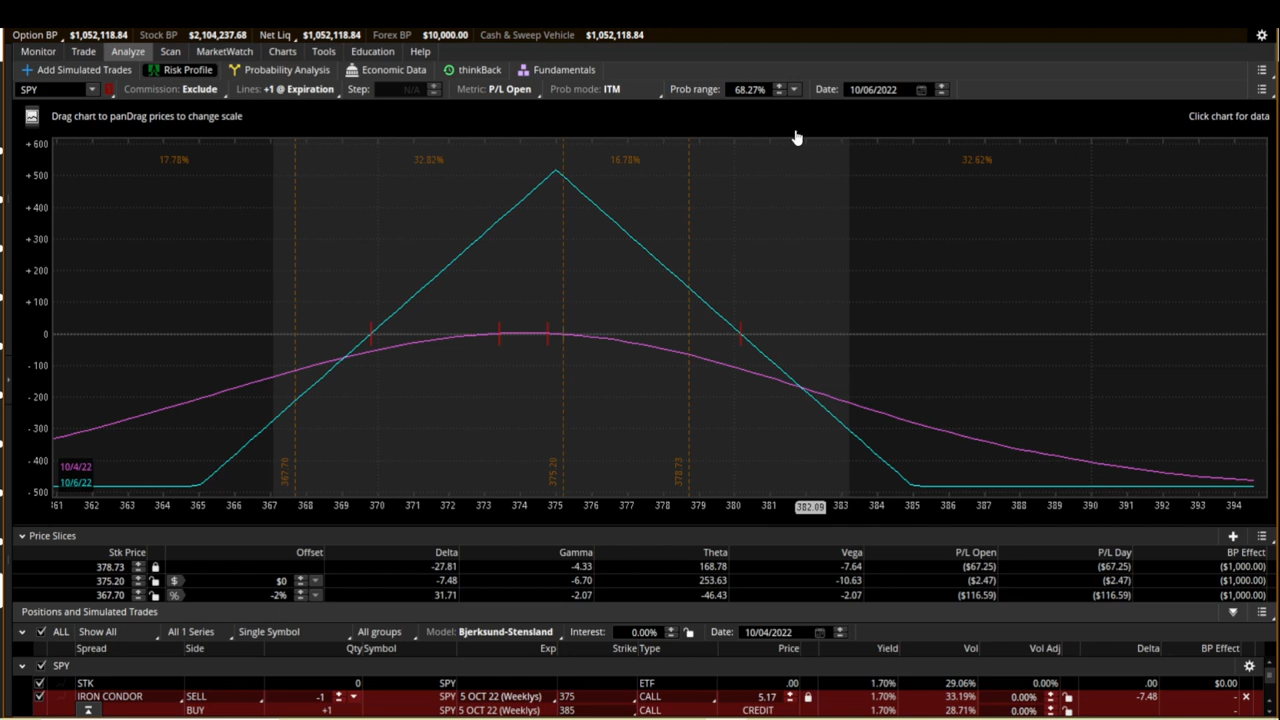 Option BP $1,052,118.84 Stock BP $2,104,237.68 Net Liq $1,052,118.84 Forex BP $10,000.00 Cash & Sweep Vehicle $1,052,118.84
Monitor Trade Analyze Scan MarketWatch Charts Tools Education Help
Add Simulated Trades Risk Profile Probability Analysis Economic Data thinkBack Fundamentals
SPY Commission: Exclude Lines: +1 @ Expiration Step: N/A Metric: P/L Open Prob mode: ITM Prob range: 68.27% Date: 10/06/2022
Drag chart to panDrag prices to change scale Click chart for data
+ 600
17.78% 32.82% 16.78% 32.62%
+ 500
+ 400
+ 300
+ 200
+ 100
0
- 100
- 200
- 300
- 400
367.70 375.20 378.73
10/4/22
10/6/22
- 500
361 362 363 364 365 366 367 368 369 370 371 372 373 374 375 376 377 378 379 380 381 382.09 383 384 385 386 387 388 389 390 391 392 393 394
Price Slices
Stk Price Offset Delta Gamma Theta Vega P/L Open P/L Day BP Effect
378.73 -27.81 -4.33 168.78 -7.64 ($67.25) ($67.25) ($1,000.00)
375.20 $ $0 -7.48 -6.70 253.63 -10.63 ($2.47) ($2.47) ($1,000.00)
367.70 % -2% 31.71 -2.07 -46.43 -2.07 ($116.59) ($116.59) ($1,000.00)
Positions and Simulated Trades
ALL Show All All 1 Series Single Symbol All groups Model: Bjerksund-Stensland Interest: 0.00% Date: 10/04/2022
Spread Side Qty Symbol Exp Strike Type Price Yield Vol Vol Adj Delta BP Effect
SPY
STK 0 SPY ETF .00 1.70% 29.06% 0.00% .00 $0.00
IRON CONDOR SELL -1 SPY 5 OCT 22 (Weeklys) 375 CALL 5.17 1.70% 33.19% 0.00% -7.48 -
BUY +1 SPY 5 OCT 22 (Weeklys) 385 CALL CREDIT 1.70% 28.71% 0.00%